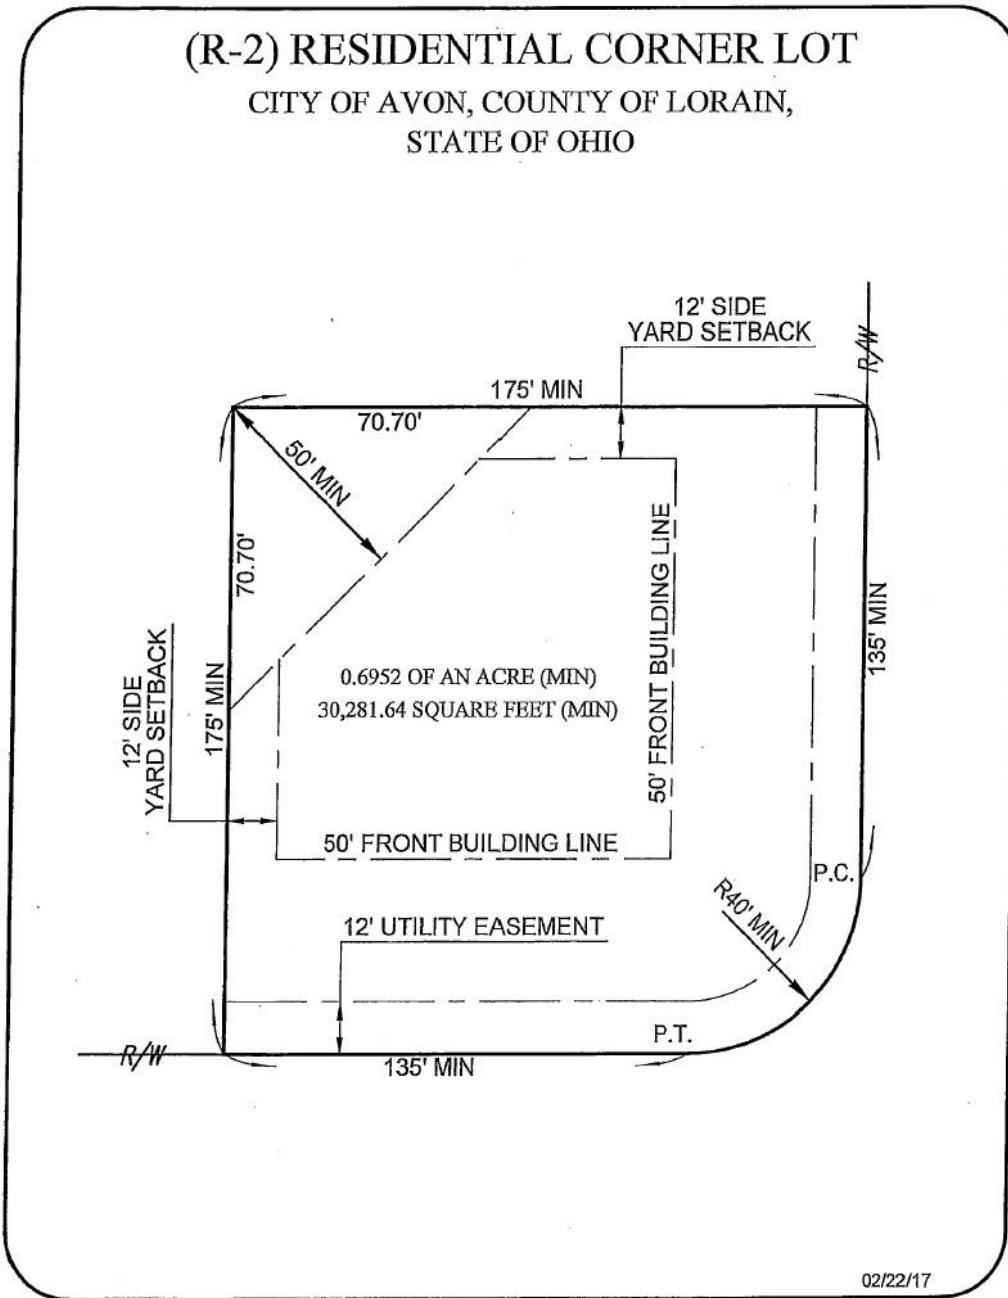 (R-2) RESIDENTIAL CORNER LOT
CITY OF AVON, COUNTY OF LORAIN,
STATE OF OHIO
12' SIDE
YARD SETBACK
R/W
175' MIN
70.70'
50' MIN
70.70'
50' FRONT BUILDING LINE
135' MIN
12' SIDE
YARD SETBACK
175' MIN
0.6952 OF AN ACRE (MIN)
30,281.64 SQUARE FEET (MIN)
50' FRONT BUILDING LINE
P.C.
R40' MIN
12' UTILITY EASEMENT
P.T.
R/W
135' MIN
02/22/17